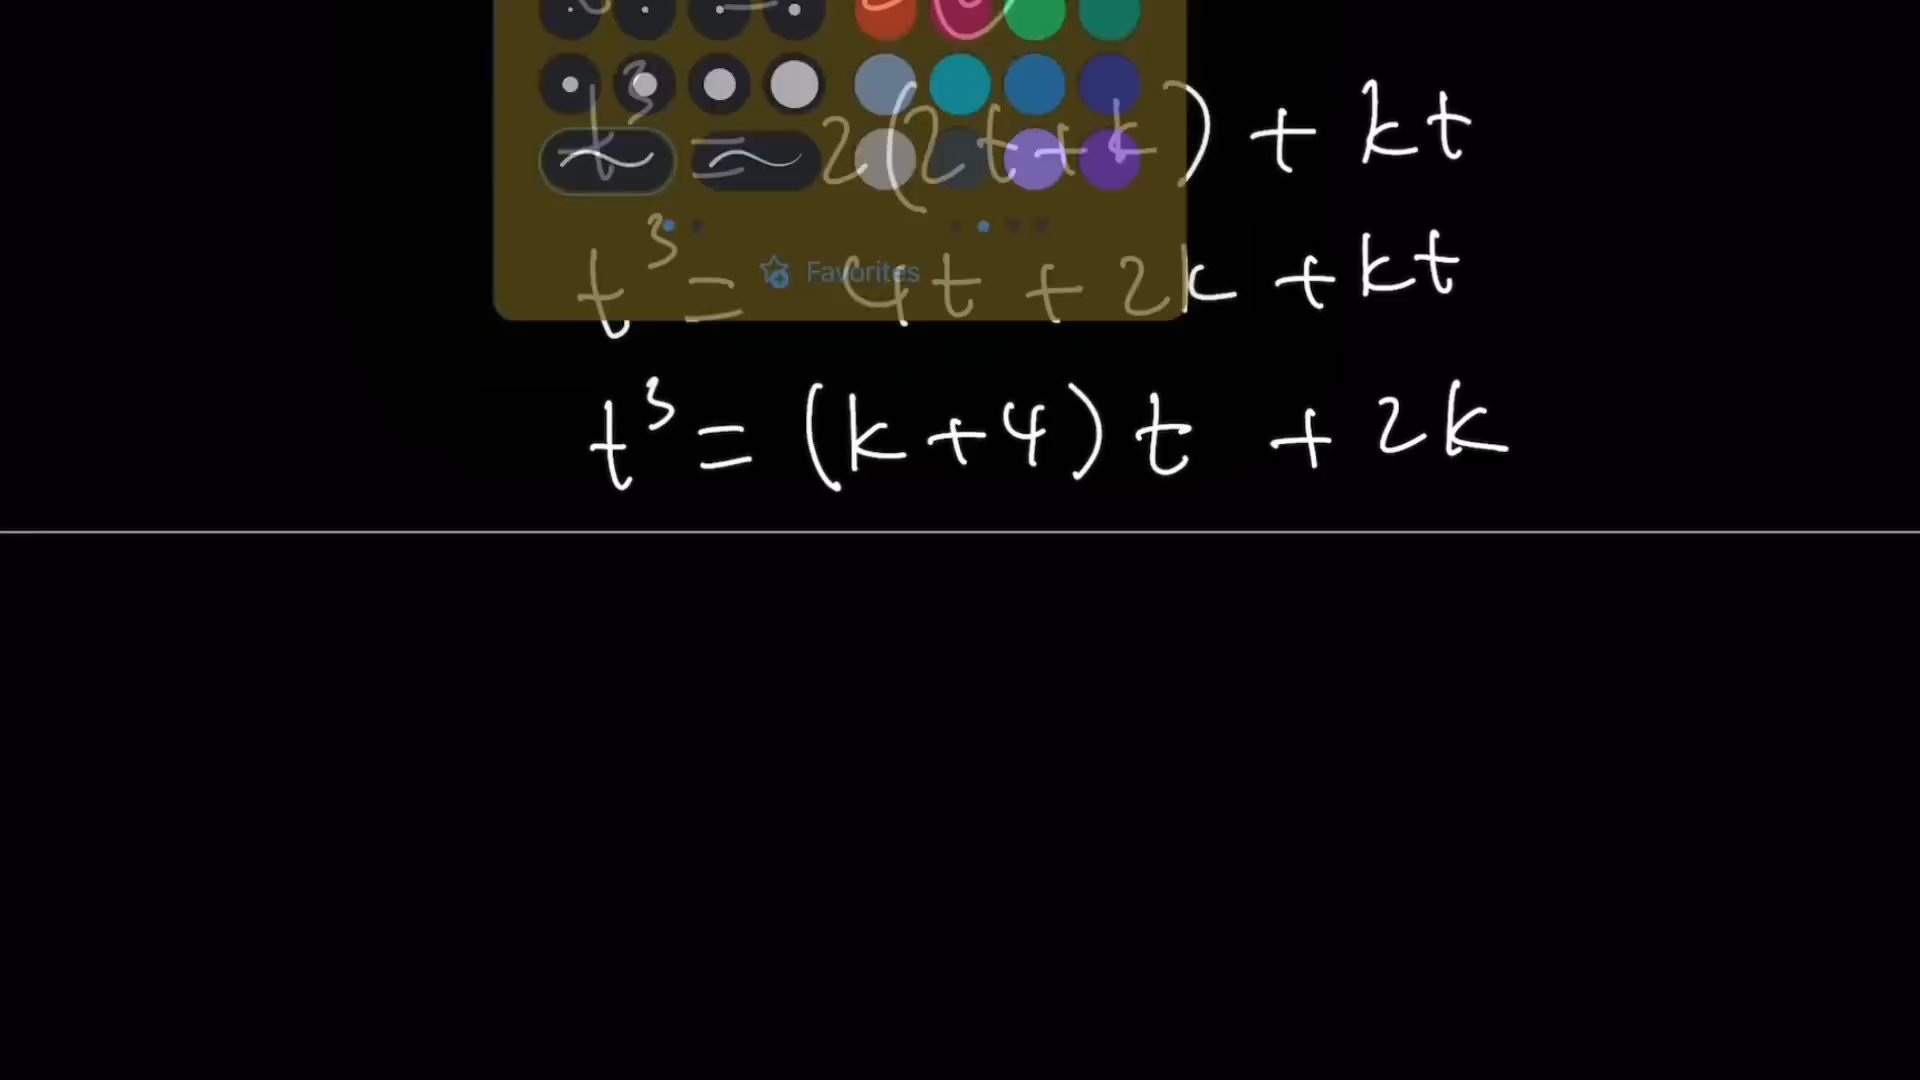 t³ = 2(2t+k) + kt
t³ = 4t + 2k + kt
Favorites
t³ = (k+4)t + 2k